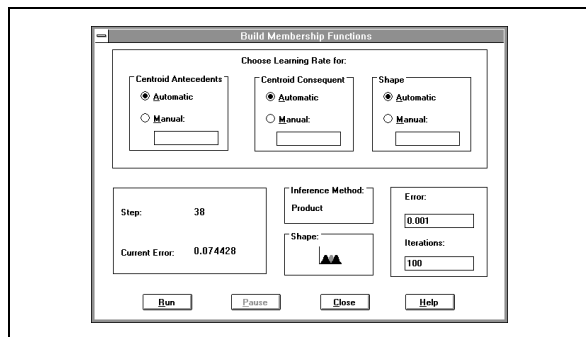 Build Membership Functions
Choose Learning Rate for:
Centroid Antecedents
Automatic
Manual:
Centroid Consequent
Automatic
Manual:
Shape
Automatic
Manual:
Step: 38
Current Error: 0.074428
Inference Method:
Product
Shape:
Error:
0.001
Iterations:
100
Run Pause Close Help